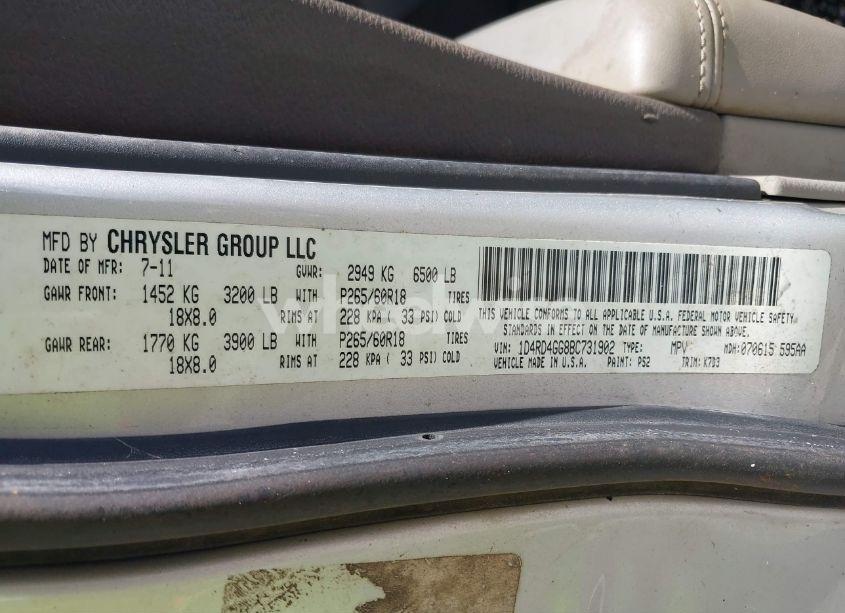 MFD BY CHRYSLER GROUP LLC
DATE OF MFR: 7-11 GVWR: 2949 KG 6500 LB
GAWR FRONT: 1452 KG 3200 LB WITH P265/60R18 TIRES
18X8.0 RIMS AT 228 KPA ( 33 PSI) COLD
GAWR REAR: 1770 KG 3900 LB WITH P265/60R18 TIRES
18X8.0 RIMS AT 228 KPA ( 33 PSI) COLD
THIS VEHICLE CONFORMS TO ALL APPLICABLE U.S.A. FEDERAL MOTOR VEHICLE SAFETY
STANDARDS IN EFFECT ON THE DATE OF MANUFACTURE SHOWN ABOVE.
VIN: 1D4RD4GG8BC731902 TYPE: MPV MDH: 070615 595AA
VEHICLE MADE IN U.S.A. PAINT: PS2 TRIM: K7D3